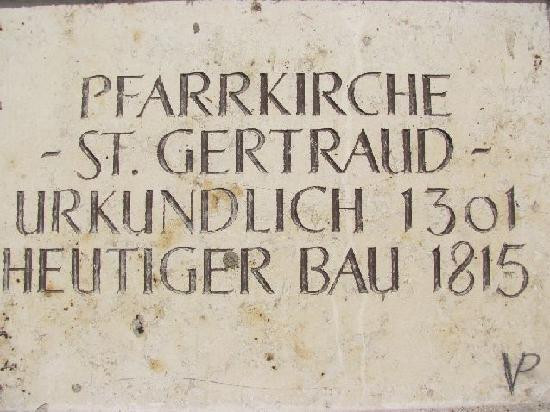 PFARRKIRCHE
- ST. GERTRAUD -
URKUNDLICH 1301
HEUTIGER BAU 1815
VP